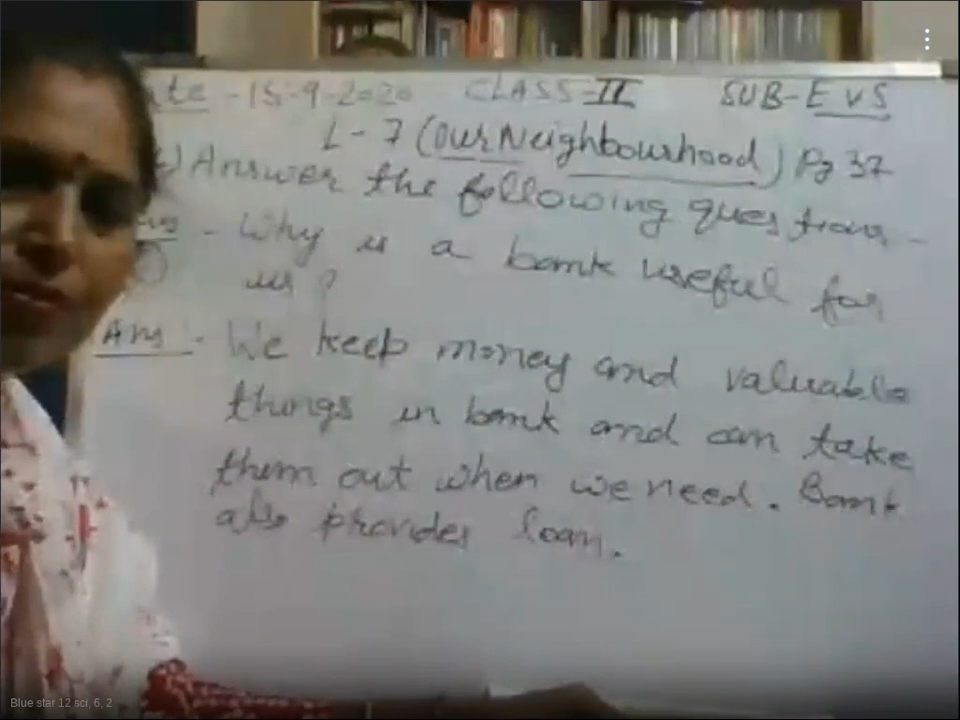 ate - 15-9-2020 CLASS-II SUB-EVS
L-7 (Our Neighbourhood) Pg 37
Answer the following questions -
- Why is a bank useful for
us?
Ans - We keep money and valuable
things in bank and can take
them out when we need. Bank
also provides loan.
Blue star 12 sci, 6, 2